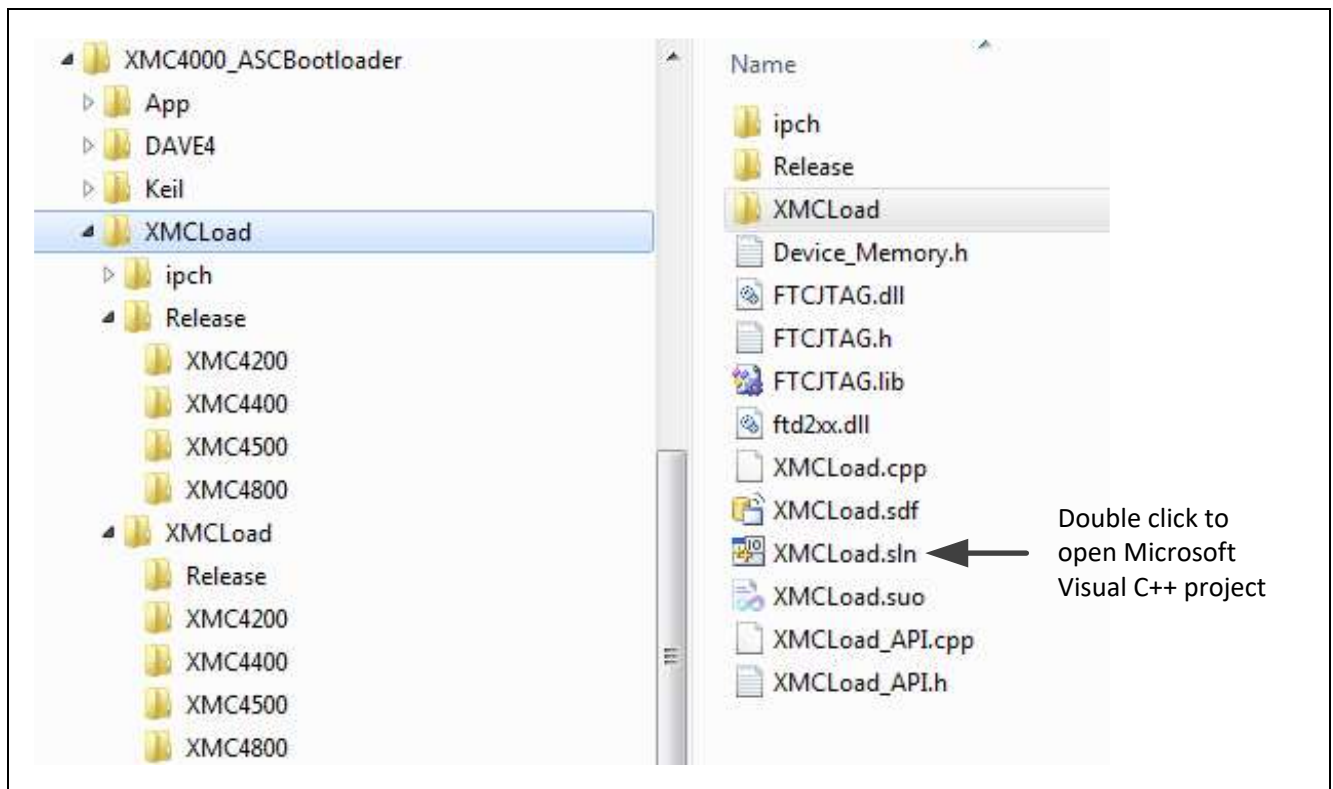 XMC4000_ASCBootloader
App
DAVE4
Keil
XMCLoad
ipch
Release
XMC4200
XMC4400
XMC4500
XMC4800
XMCLoad
Release
XMC4200
XMC4400
XMC4500
XMC4800
Name
ipch
Release
XMCLoad
Device_Memory.h
FTCJTAG.dll
FTCJTAG.h
FTCJTAG.lib
ftd2xx.dll
XMCLoad.cpp
XMCLoad.sdf
XMCLoad.sln
XMCLoad.suo
XMCLoad_API.cpp
XMCLoad_API.h
Double click to
open Microsoft
Visual C++ project